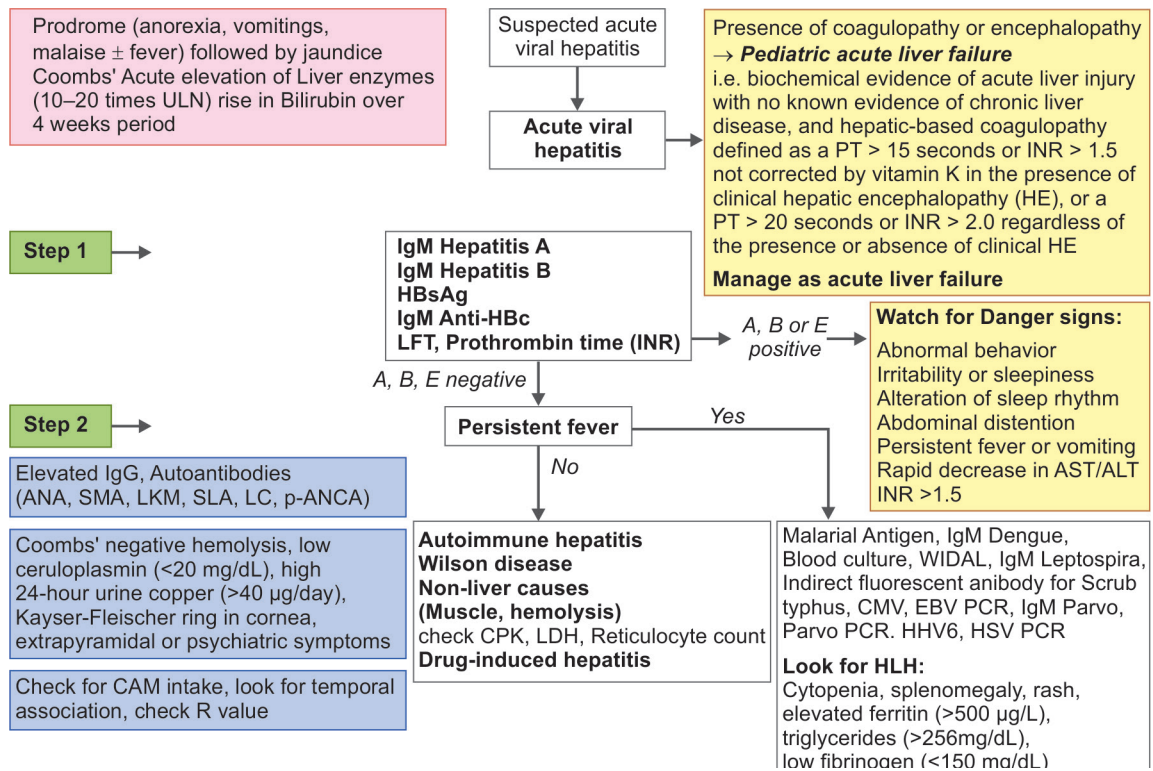 Prodrome (anorexia, vomitings,
malaise ± fever) followed by jaundice
Coombs' Acute elevation of Liver enzymes
(10–20 times ULN) rise in Bilirubin over
4 weeks period
Suspected acute
viral hepatitis
Acute viral
hepatitis
Presence of coagulopathy or encephalopathy
→ Pediatric acute liver failure
i.e. biochemical evidence of acute liver injury
with no known evidence of chronic liver
disease, and hepatic-based coagulopathy
defined as a PT > 15 seconds or INR > 1.5
not corrected by vitamin K in the presence of
clinical hepatic encephalopathy (HE), or a
PT > 20 seconds or INR > 2.0 regardless of
the presence or absence of clinical HE
Manage as acute liver failure
Step 1
IgM Hepatitis A
IgM Hepatitis B
HBsAg
IgM Anti-HBc
LFT, Prothrombin time (INR)
A, B or E
positive
Watch for Danger signs:
Abnormal behavior
Irritability or sleepiness
Alteration of sleep rhythm
Abdominal distention
Persistent fever or vomiting
Rapid decrease in AST/ALT
INR >1.5
A, B, E negative
Step 2
Persistent fever
Yes
No
Elevated IgG, Autoantibodies
(ANA, SMA, LKM, SLA, LC, p-ANCA)
Coombs' negative hemolysis, low
ceruloplasmin (<20 mg/dL), high
24-hour urine copper (>40 μg/day),
Kayser-Fleischer ring in cornea,
extrapyramidal or psychiatric symptoms
Check for CAM intake, look for temporal
association, check R value
Autoimmune hepatitis
Wilson disease
Non-liver causes
(Muscle, hemolysis)
check CPK, LDH, Reticulocyte count
Drug-induced hepatitis
Malarial Antigen, IgM Dengue,
Blood culture, WIDAL, IgM Leptospira,
Indirect fluorescent anibody for Scrub
typhus, CMV, EBV PCR, IgM Parvo,
Parvo PCR. HHV6, HSV PCR
Look for HLH:
Cytopenia, splenomegaly, rash,
elevated ferritin (>500 μg/L),
triglycerides (>256mg/dL),
low fibrinogen (<150 mg/dL)